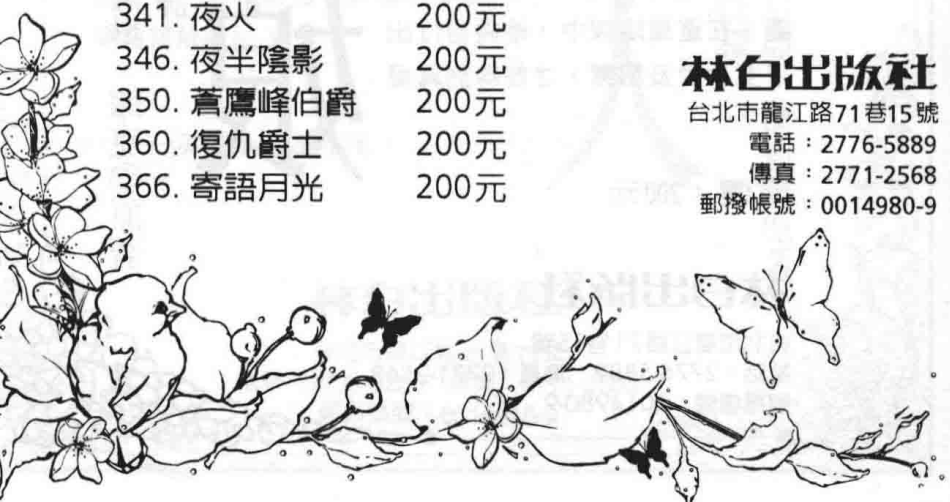 341. 夜火 200元
346. 夜半陰影 200元
350. 蒼鷹峰伯爵 200元
360. 復仇爵士 200元
366. 寄語月光 200元
林白出版社
台北市龍江路71巷15號
電話：2776-5889
傳真：2771-2568
郵撥帳號：0014980-9